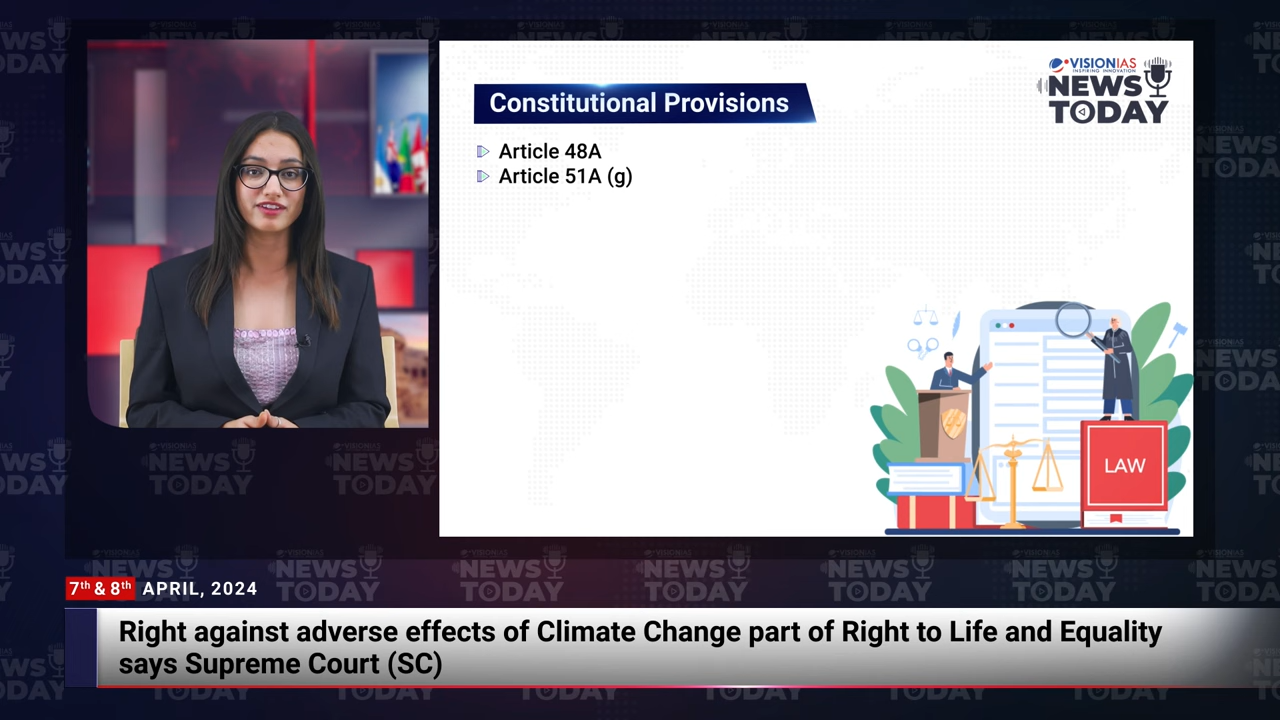 VISIONIAS
INSPIRING INNOVATION
NEWS
TODAY
Constitutional Provisions
Article 48A
Article 51A (g)
LAW
7th & 8th APRIL, 2024
Right against adverse effects of Climate Change part of Right to Life and Equality
says Supreme Court (SC)